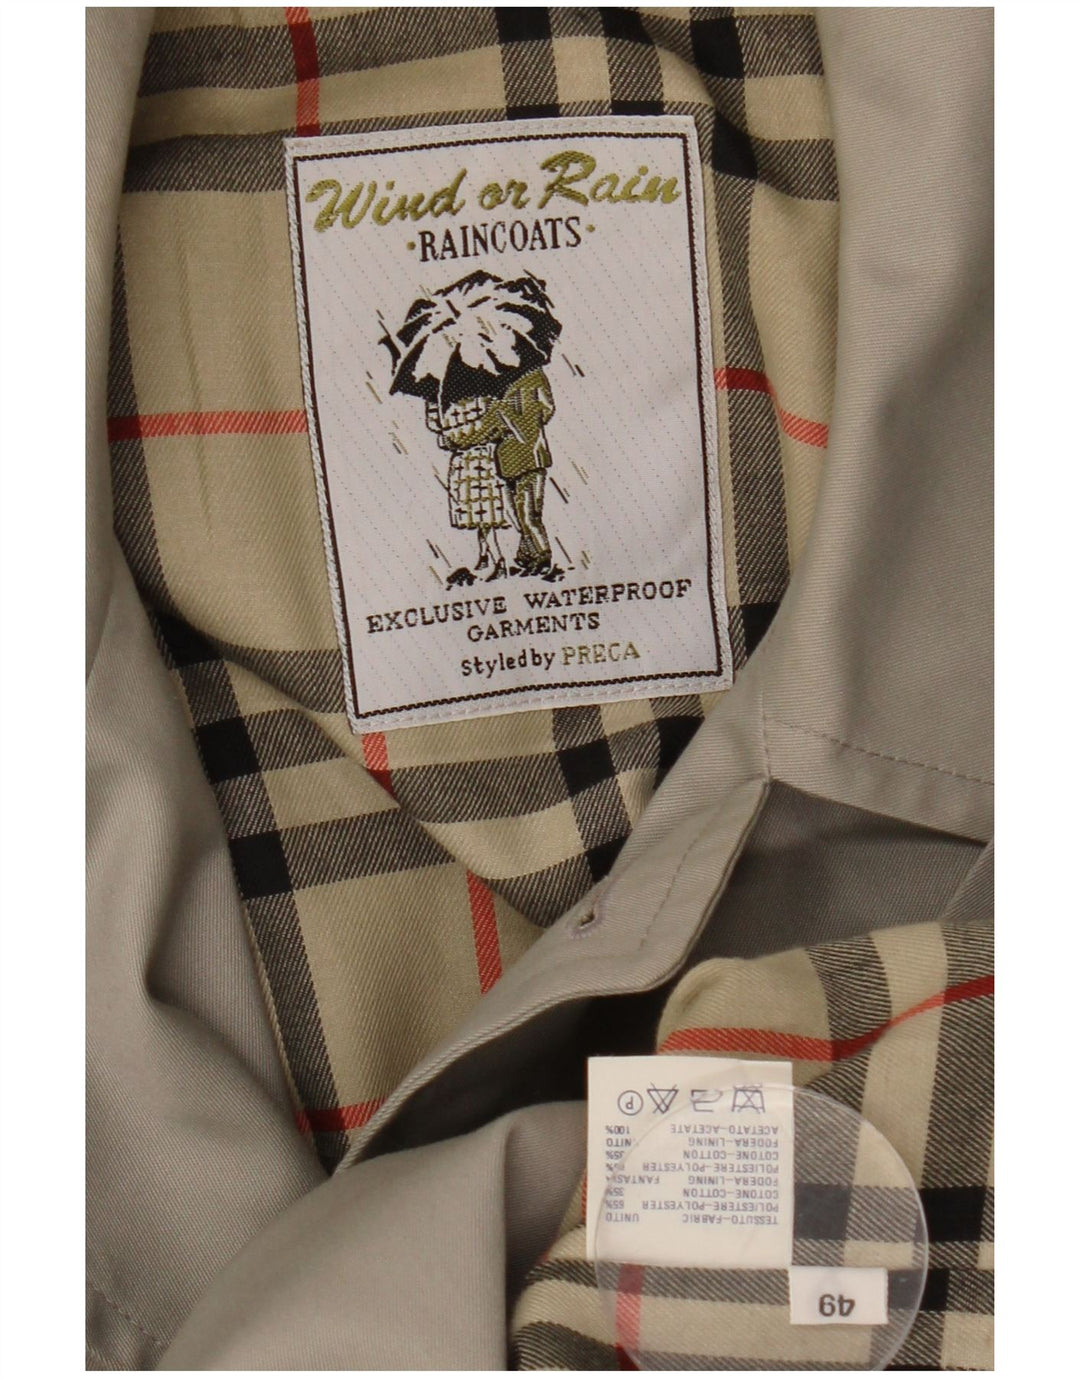 Wind or Rain
·RAINCOATS·
EXCLUSIVE WATERPROOF
GARMENTS
Styled by PRECA
TESSUTO-FABRIC UNITO
POLIESTERE-POLYESTER 65%
COTONE-COTTON 35%
FODERA-LINING FANTASIA
POLIESTERE-POLYESTER
COTONE-COTTON 35%
FODERA-LINING UNITO
ACETATO-ACETATE 100%
P
49